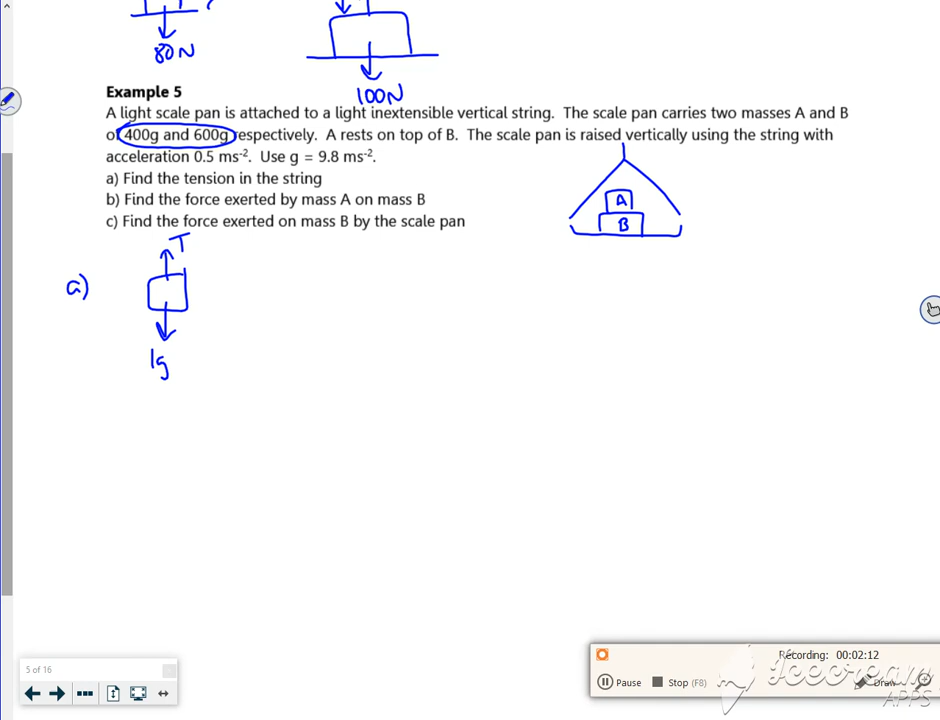 80N
100N
Example 5
A light scale pan is attached to a light inextensible vertical string. The scale pan carries two masses A and B
of 400g and 600g respectively. A rests on top of B. The scale pan is raised vertically using the string with
acceleration 0.5 ms⁻². Use g = 9.8 ms⁻².
a) Find the tension in the string
b) Find the force exerted by mass A on mass B
c) Find the force exerted on mass B by the scale pan
A
B
T
a)
1g
5 of 16
Recording: 00:02:12
Pause
Stop (F8)
Draw
Icecream
APPS